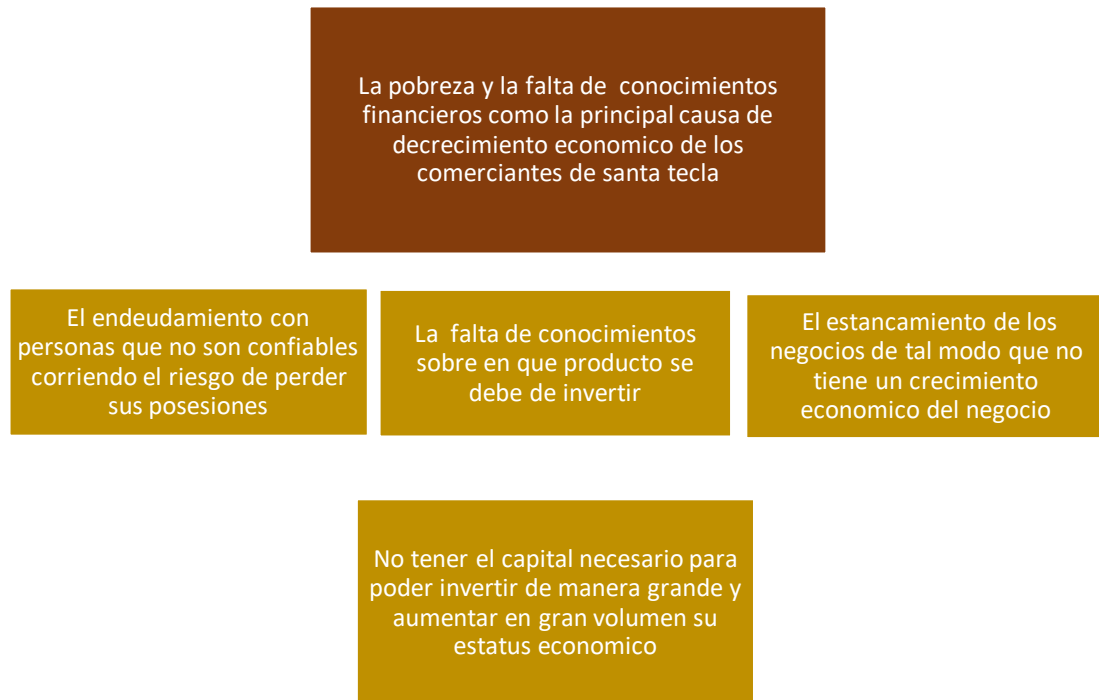 La pobreza y la falta de conocimientos
financieros como la principal causa de
decrecimiento economico de los
comerciantes de santa tecla
El endeudamiento con
personas que no son confiables
corriendo el riesgo de perder
sus posesiones
La falta de conocimientos
sobre en que producto se
debe de invertir
El estancamiento de los
negocios de tal modo que no
tiene un crecimiento
economico del negocio
No tener el capital necesario para
poder invertir de manera grande y
aumentar en gran volumen su
estatus economico